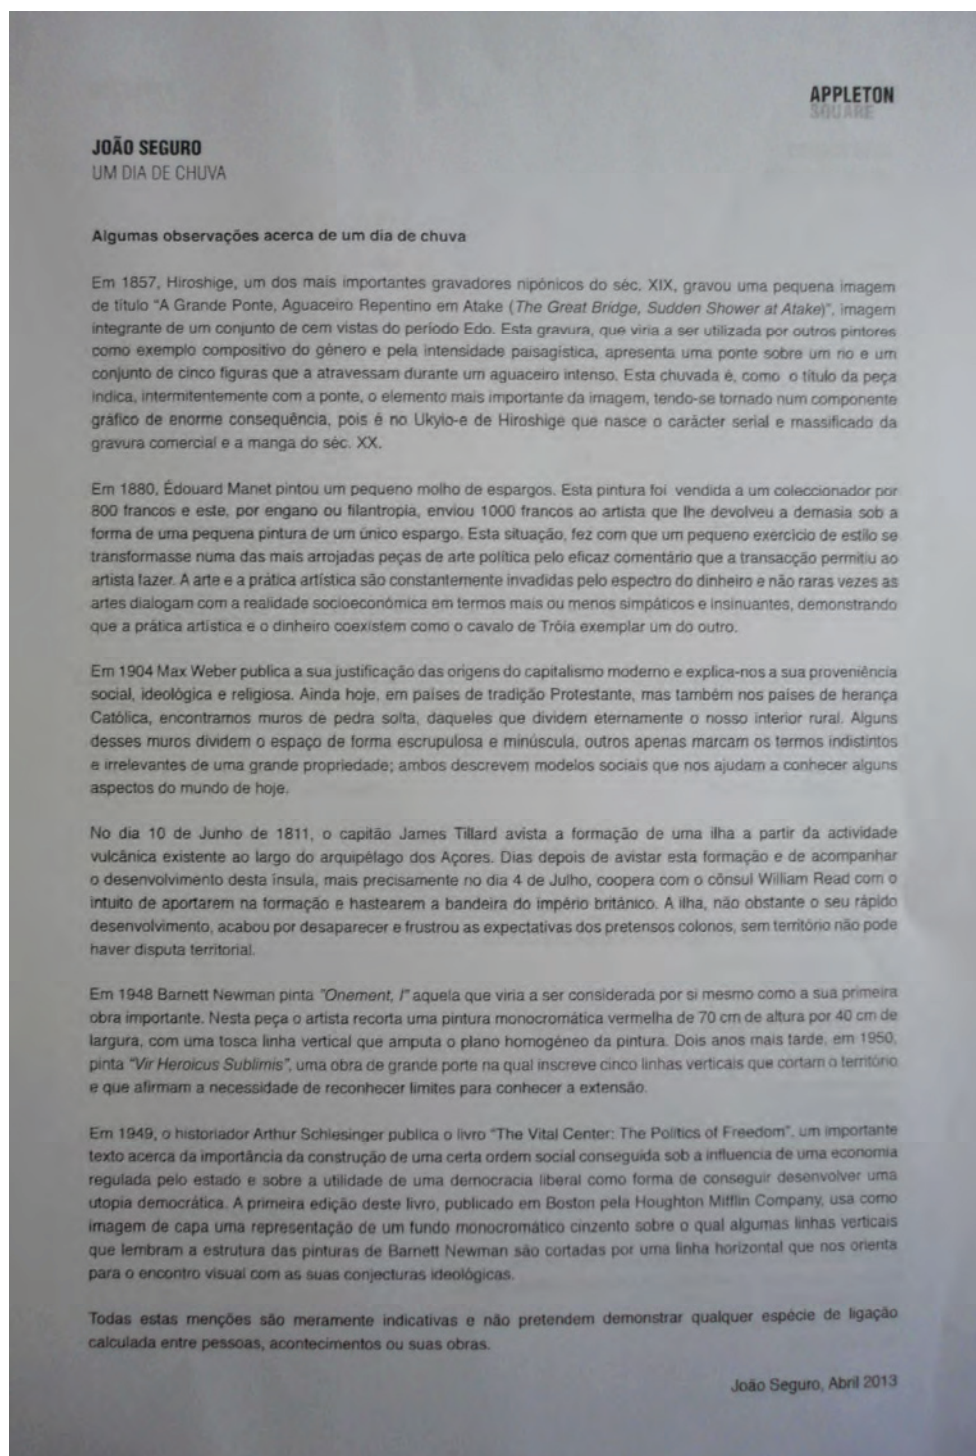 APPLETON
SQUARE
JOÃO SEGURO
UM DIA DE CHUVA
Algumas observações acerca de um dia de chuva
Em 1857, Hiroshige, um dos mais importantes gravadores nipónicos do séc. XIX, gravou uma pequena imagem
de título "A Grande Ponte, Aguaceiro Repentino em Atake (The Great Bridge, Sudden Shower at Atake)", imagem
integrante de um conjunto de cem vistas do período Edo. Esta gravura, que viria a ser utilizada por outros pintores
como exemplo compositivo do género e pela intensidade paisagística, apresenta uma ponte sobre um rio e um
conjunto de cinco figuras que a atravessam durante um aguaceiro intenso. Esta chuvada é, como o título da peça
indica, intermitentemente com a ponte, o elemento mais importante da imagem, tendo-se tornado num componente
gráfico de enorme consequência, pois é no Ukyio-e de Hiroshige que nasce o carácter serial e massificado da
gravura comercial e a manga do séc. XX.
Em 1880, Édouard Manet pintou um pequeno molho de espargos. Esta pintura foi vendida a um coleccionador por
800 francos e este, por engano ou filantropia, enviou 1000 francos ao artista que lhe devolveu a demasia sob a
forma de uma pequena pintura de um único espargo. Esta situação, fez com que um pequeno exercício de estilo se
transformasse numa das mais arrojadas peças de arte política pelo eficaz comentário que a transacção permitiu ao
artista fazer. A arte e a prática artística são constantemente invadidas pelo espectro do dinheiro e não raras vezes as
artes dialogam com a realidade socioeconómica em termos mais ou menos simpáticos e insinuantes, demonstrando
que a prática artística e o dinheiro coexistem como o cavalo de Tróia exemplar um do outro.
Em 1904 Max Weber publica a sua justificação das origens do capitalismo moderno e explica-nos a sua proveniência
social, ideológica e religiosa. Ainda hoje, em países de tradição Protestante, mas também nos países de herança
Católica, encontramos muros de pedra solta, daqueles que dividem eternamente o nosso interior rural. Alguns
desses muros dividem o espaço de forma escrupulosa e minúscula, outros apenas marcam os termos indistintos
e irrelevantes de uma grande propriedade; ambos descrevem modelos sociais que nos ajudam a conhecer alguns
aspectos do mundo de hoje.
No dia 10 de Junho de 1811, o capitão James Tillard avista a formação de uma ilha a partir da actividade
vulcânica existente ao largo do arquipélago dos Açores. Dias depois de avistar esta formação e de acompanhar
o desenvolvimento desta ínsula, mais precisamente no dia 4 de Julho, coopera com o cônsul William Read com o
intuito de aportarem na formação e hastearem a bandeira do império britânico. A ilha, não obstante o seu rápido
desenvolvimento, acabou por desaparecer e frustrou as expectativas dos pretensos colonos, sem território não pode
haver disputa territorial.
Em 1948 Barnett Newman pinta "Onement, I" aquela que viria a ser considerada por si mesmo como a sua primeira
obra importante. Nesta peça o artista recorta uma pintura monocromática vermelha de 70 cm de altura por 40 cm de
largura, com uma tosca linha vertical que amputa o plano homogéneo da pintura. Dois anos mais tarde, em 1950,
pinta "Vir Heroicus Sublimis", uma obra de grande porte na qual inscreve cinco linhas verticais que cortam o território
e que afirmam a necessidade de reconhecer limites para conhecer a extensão.
Em 1949, o historiador Arthur Schlesinger publica o livro "The Vital Center: The Politics of Freedom", um importante
texto acerca da importância da construção de uma certa ordem social conseguida sob a influencia de uma economia
regulada pelo estado e sobre a utilidade de uma democracia liberal como forma de conseguir desenvolver uma
utopia democrática. A primeira edição deste livro, publicado em Boston pela Houghton Mifflin Company, usa como
imagem de capa uma representação de um fundo monocromático cinzento sobre o qual algumas linhas verticais
que lembram a estrutura das pinturas de Barnett Newman são cortadas por uma linha horizontal que nos orienta
para o encontro visual com as suas conjecturas ideológicas.
Todas estas menções são meramente indicativas e não pretendem demonstrar qualquer espécie de ligação
calculada entre pessoas, acontecimentos ou suas obras.
João Seguro, Abril 2013